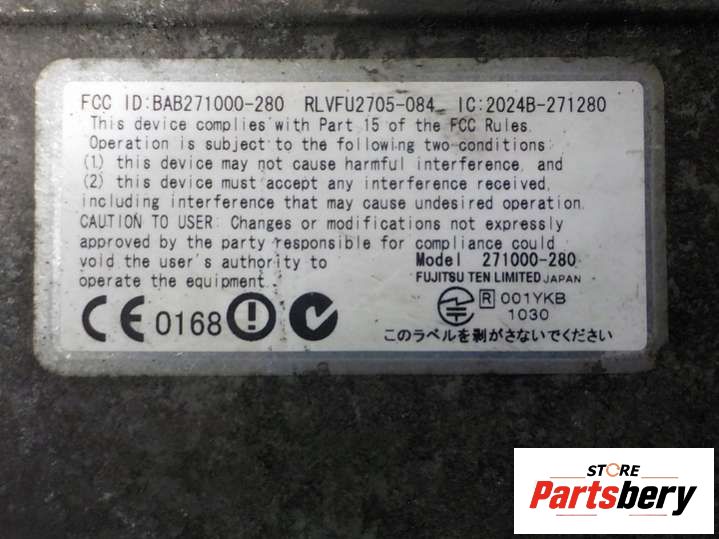 FCC ID:BAB271000-280 RLVFU2705-084 IC:2024B-271280
This device complies with Part 15 of the FCC Rules.
Operation is subject to the following two conditions:
(1) this device may not cause harmful interference, and
(2) this device must accept any interference received,
including interference that may cause undesired operation.
CAUTION TO USER: Changes or modifications not expressly
approved by the party responsible for compliance could
void the user's authority to
operate the equipment.
Model 271000-280
FUJITSU TEN LIMITED JAPAN
CE 0168
R 001YKB
1030
このラベルを剥がさないでください
STORE
Partsbery